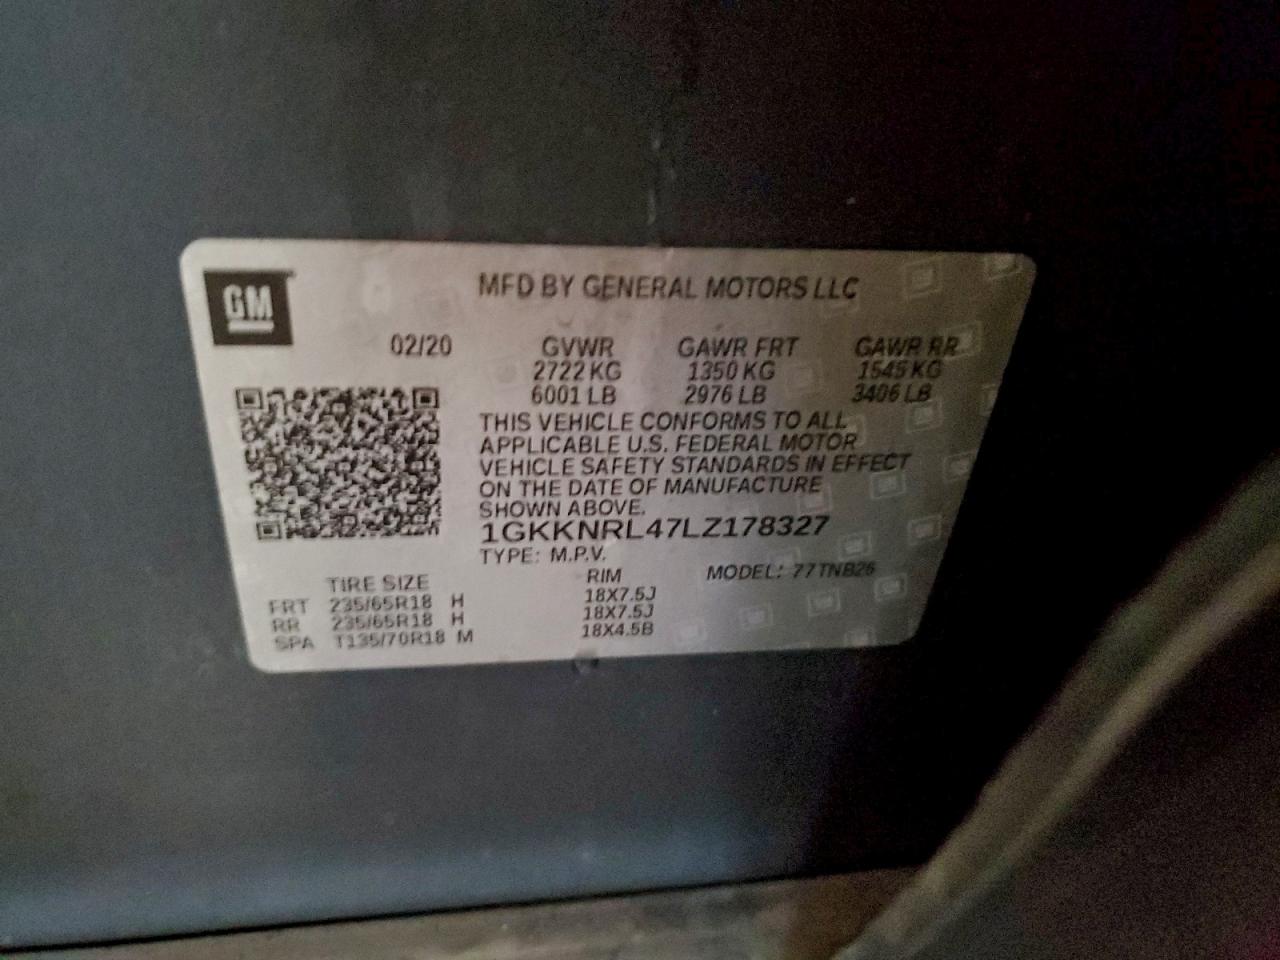 GM
MFD BY GENERAL MOTORS LLC
02/20 GVWR GAWR FRT GAWR RR
2722 KG 1350 KG 1545 KG
6001 LB 2976 LB 3406 LB
THIS VEHICLE CONFORMS TO ALL
APPLICABLE U.S. FEDERAL MOTOR
VEHICLE SAFETY STANDARDS IN EFFECT
ON THE DATE OF MANUFACTURE
SHOWN ABOVE.
1GKKNRL47LZ178327
TYPE: M.P.V. MODEL: 77TNB26
TIRE SIZE RIM
FRT 235/65R18 H 18X7.5J
RR 235/65R18 H 18X7.5J
SPA T135/70R18 M 18X4.5B